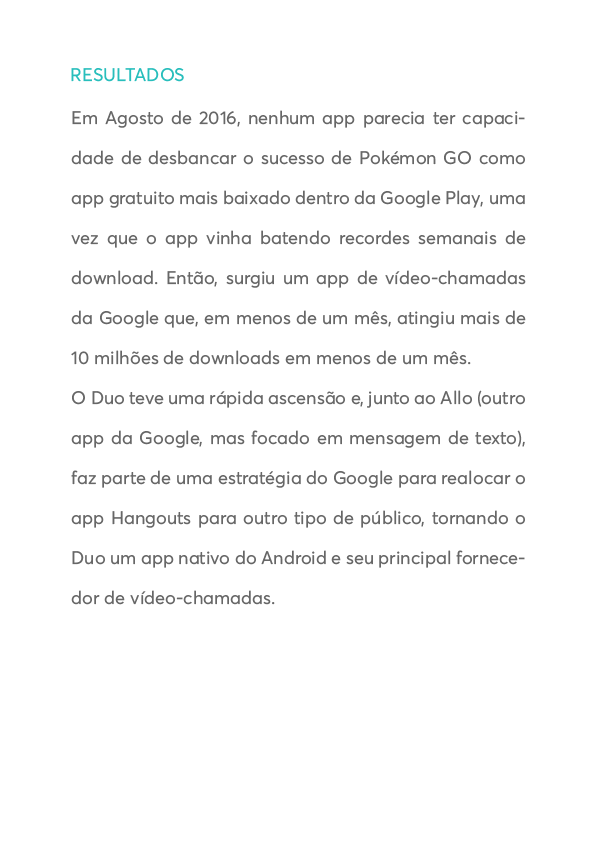 RESULTADOS
Em Agosto de 2016, nenhum app parecia ter capaci-
dade de desbancar o sucesso de Pokémon GO como
app gratuito mais baixado dentro da Google Play, uma
vez que o app vinha batendo recordes semanais de
download. Então, surgiu um app de vídeo-chamadas
da Google que, em menos de um mês, atingiu mais de
10 milhões de downloads em menos de um mês.
O Duo teve uma rápida ascensão e, junto ao Allo (outro
app da Google, mas focado em mensagem de texto),
faz parte de uma estratégia do Google para realocar o
app Hangouts para outro tipo de público, tornando o
Duo um app nativo do Android e seu principal fornece-
dor de vídeo-chamadas.